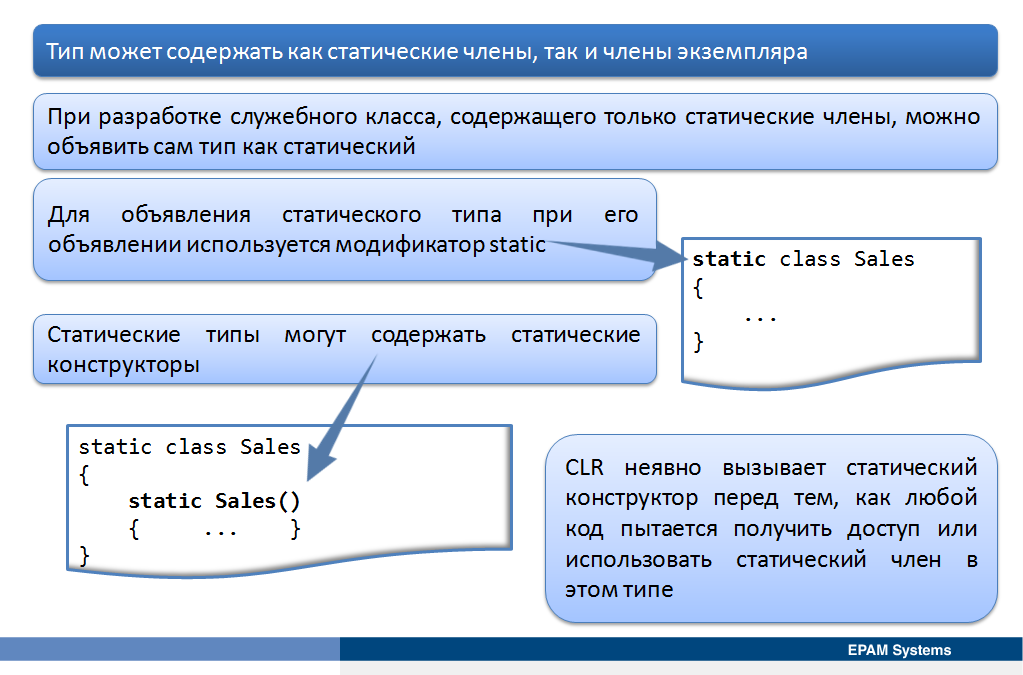 Тип может содержать как статические члены, так и члены экземпляра
При разработке служебного класса, содержащего только статические члены, можно
объявить сам тип как статический
Для объявления статического типа при его
объявлении используется модификатор static
static class Sales
{
...
}
Статические типы могут содержать статические
конструкторы
static class Sales
{
static Sales()
{ ... }
}
CLR неявно вызывает статический
конструктор перед тем, как любой
код пытается получить доступ или
использовать статический член в
этом типе
EPAM Systems